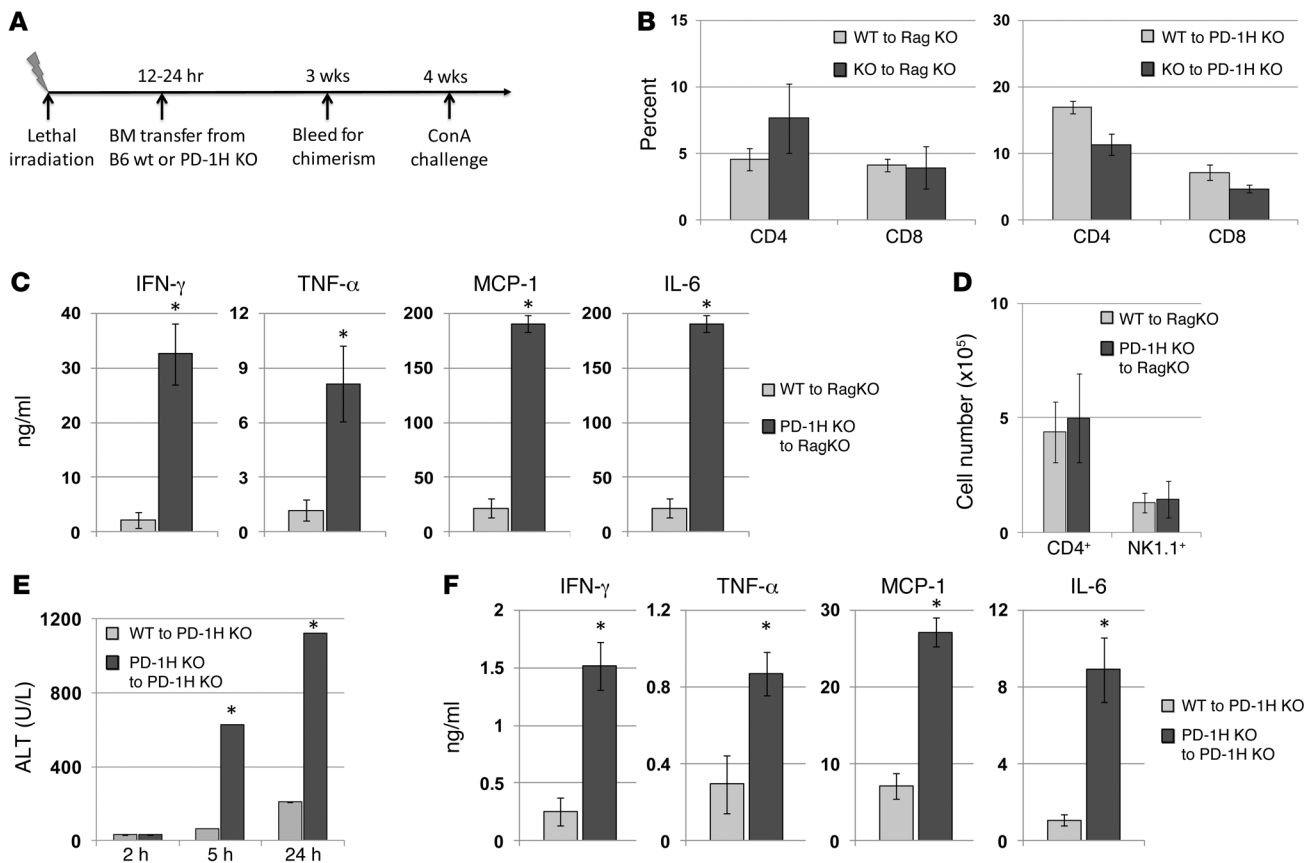 A
12-24 hr
3 wks
4 wks
Lethal
irradiation
BM transfer from
B6 wt or PD-1H KO
Bleed for
chimerism
ConA
challenge
B
Percent
15
10
5
0
WT to Rag KO
KO to Rag KO
CD4
CD8
30
20
10
0
WT to PD-1H KO
KO to PD-1H KO
CD4
CD8
C
ng/ml
IFN-γ
40
30
20
10
0
*
TNF-α
12
9
6
3
0
*
MCP-1
200
150
100
50
0
*
IL-6
200
150
100
50
0
*
WT to RagKO
PD-1H KO
to RagKO
D
Cell number (x10⁵)
10
5
0
WT to RagKO
PD-1H KO
to RagKO
CD4⁺
NK1.1⁺
E
ALT (U/L)
1200
800
400
0
WT to PD-1H KO
PD-1H KO
to PD-1H KO
*
*
2 h
5 h
24 h
F
ng/ml
IFN-γ
2
1.5
1
0.5
0
*
TNF-α
1.2
0.8
0.4
0
*
MCP-1
30
20
10
0
*
IL-6
12
8
4
0
*
WT to PD-1H KO
PD-1H KO
to PD-1H KO